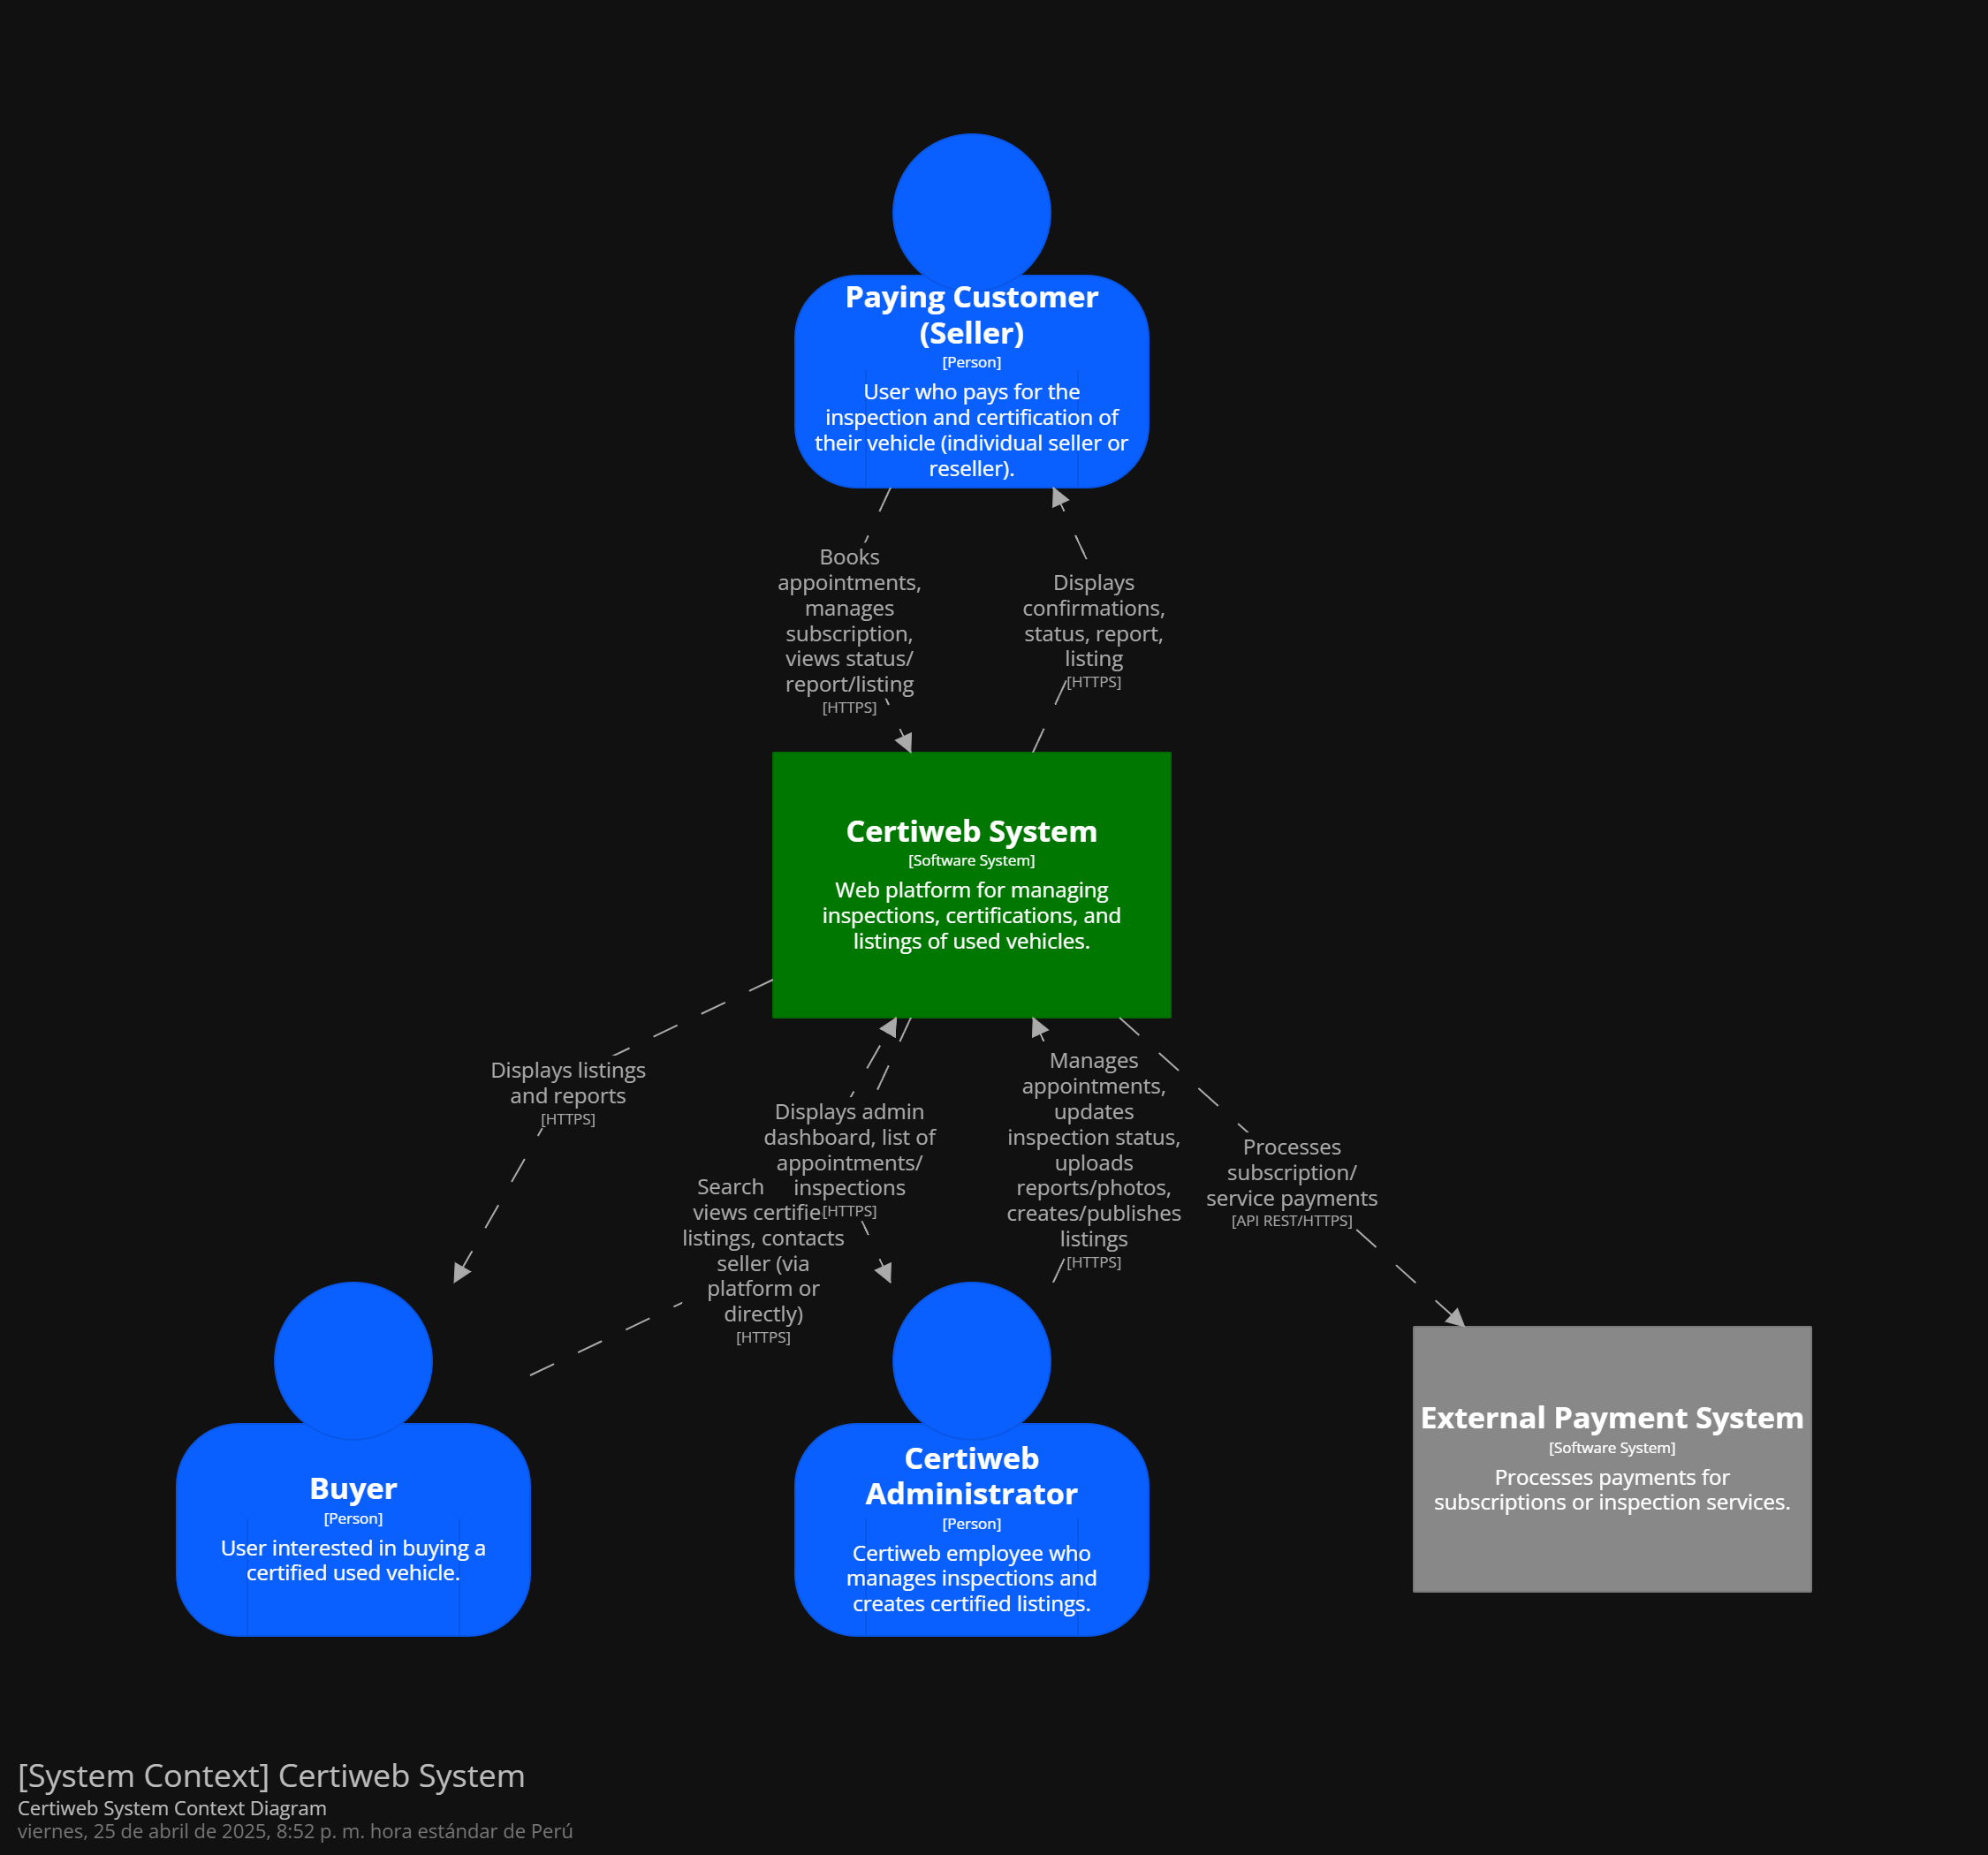 Paying Customer
(Seller)
[Person]
User who pays for the
inspection and certification of
their vehicle (individual seller or
reseller).
Books
appointments,
manages
subscription,
views status/
report/listing
[HTTPS]
Displays
confirmations,
status, report,
listing
[HTTPS]
Certiweb System
[Software System]
Web platform for managing
inspections, certifications, and
listings of used vehicles.
Displays listings
and reports
[HTTPS]
Displays admin
dashboard, list of
appointments/
inspections
[HTTPS]
Search
views certifie
listings, contacts
seller (via
platform or
directly)
[HTTPS]
Manages
appointments,
updates
inspection status,
uploads
reports/photos,
creates/publishes
listings
[HTTPS]
Processes
subscription/
service payments
[API REST/HTTPS]
Buyer
[Person]
User interested in buying a
certified used vehicle.
Certiweb
Administrator
[Person]
Certiweb employee who
manages inspections and
creates certified listings.
External Payment System
[Software System]
Processes payments for
subscriptions or inspection services.
[System Context] Certiweb System
Certiweb System Context Diagram
viernes, 25 de abril de 2025, 8:52 p. m. hora estándar de Perú